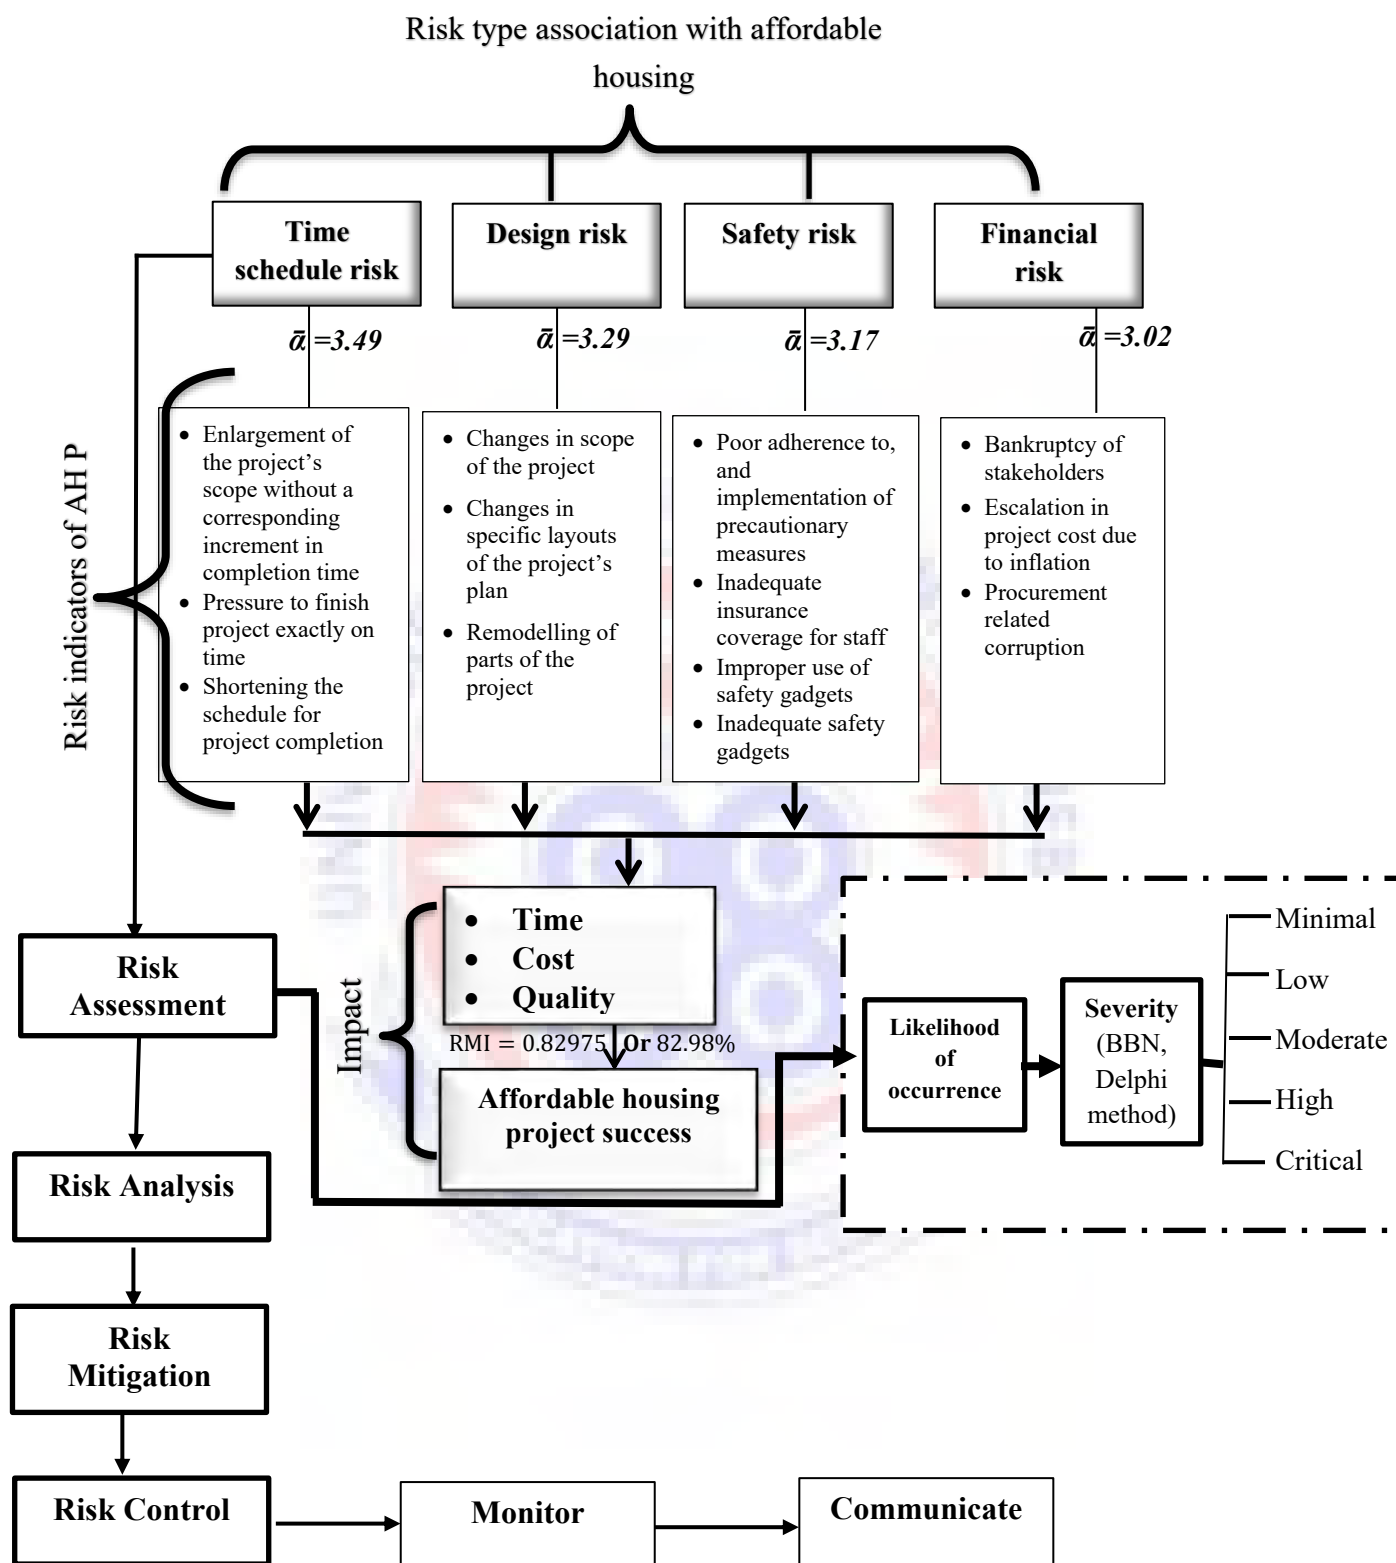 Risk type association with affordable
housing
Time
schedule risk
Design risk
Safety risk
Financial
risk
ᾱ =3.49
ᾱ =3.29
ᾱ =3.17
ᾱ =3.02
Risk indicators of AH P
• Enlargement of
the project’s
scope without a
corresponding
increment in
completion time
• Pressure to finish
project exactly on
time
• Shortening the
schedule for
project completion
• Changes in scope
of the project
• Changes in
specific layouts
of the project’s
plan
• Remodelling of
parts of the
project
• Poor adherence to,
and
implementation of
precautionary
measures
• Inadequate
insurance
coverage for staff
• Improper use of
safety gadgets
• Inadequate safety
gadgets
• Bankruptcy of
stakeholders
• Escalation in
project cost due
to inflation
• Procurement
related
corruption
Impact
• Time
• Cost
• Quality
RMI = 0.82975 Or 82.98%
Affordable housing
project success
Risk
Assessment
Likelihood
of
occurrence
Severity
(BBN,
Delphi
method)
Minimal
Low
Moderate
High
Critical
Risk Analysis
Risk
Mitigation
Risk Control
Monitor
Communicate